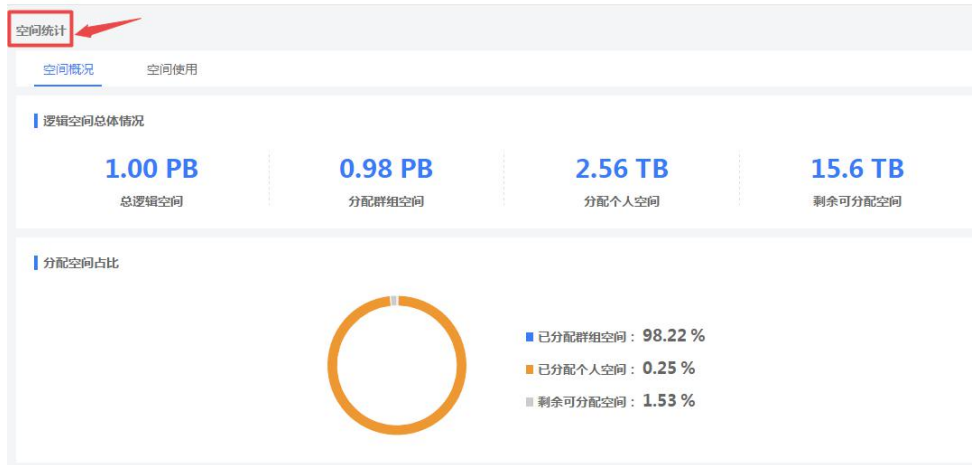 空间统计
空间概况 空间使用
逻辑空间总体情况
1.00 PB 0.98 PB 2.56 TB 15.6 TB
总逻辑空间 分配群组空间 分配个人空间 剩余可分配空间
分配空间占比
已分配群组空间： 98.22 %
已分配个人空间： 0.25 %
剩余可分配空间： 1.53 %